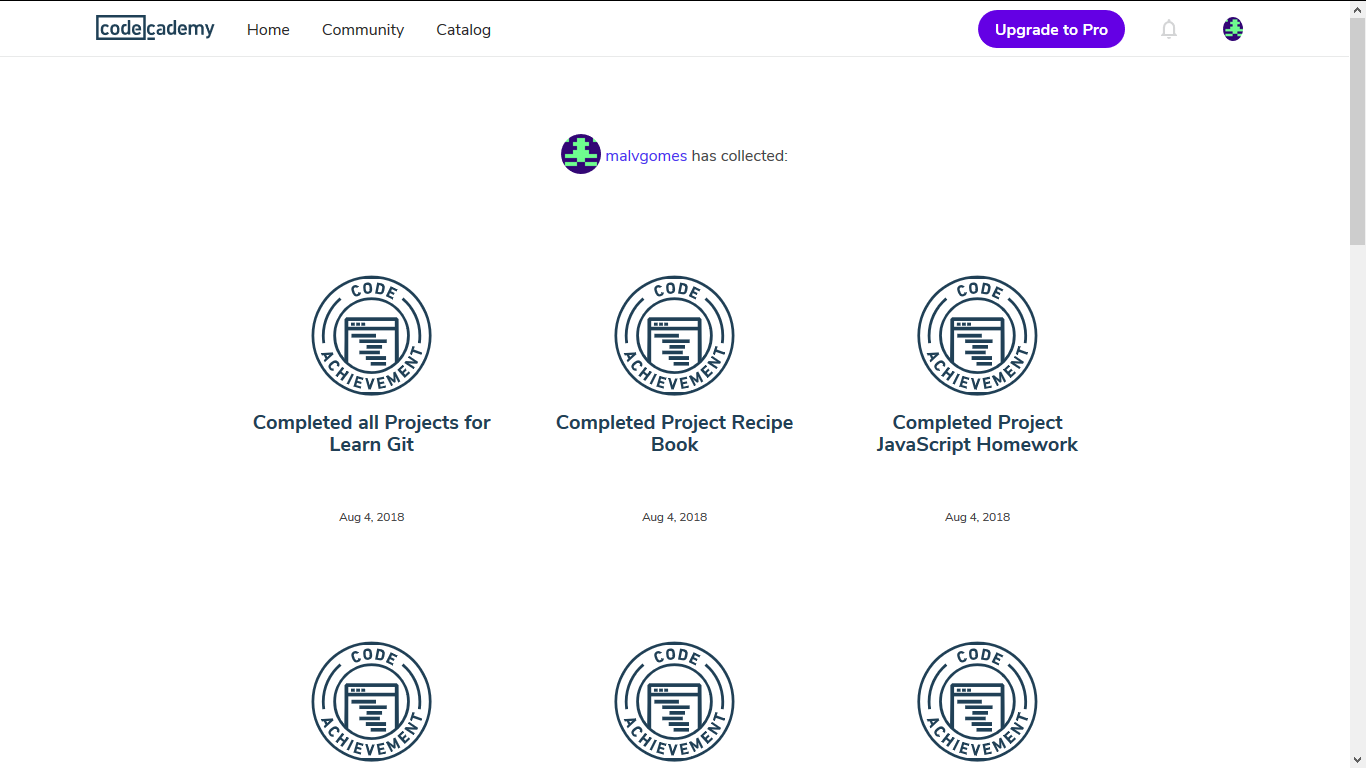 codecademy Home Community Catalog Upgrade to Pro
malvgomes has collected:
CODE ACHIEVEMENT
CODE ACHIEVEMENT
CODE ACHIEVEMENT
Completed all Projects for
Learn Git
Completed Project Recipe
Book
Completed Project
JavaScript Homework
Aug 4, 2018
Aug 4, 2018
Aug 4, 2018
CODE ACHIEVEMENT
CODE ACHIEVEMENT
CODE ACHIEVEMENT